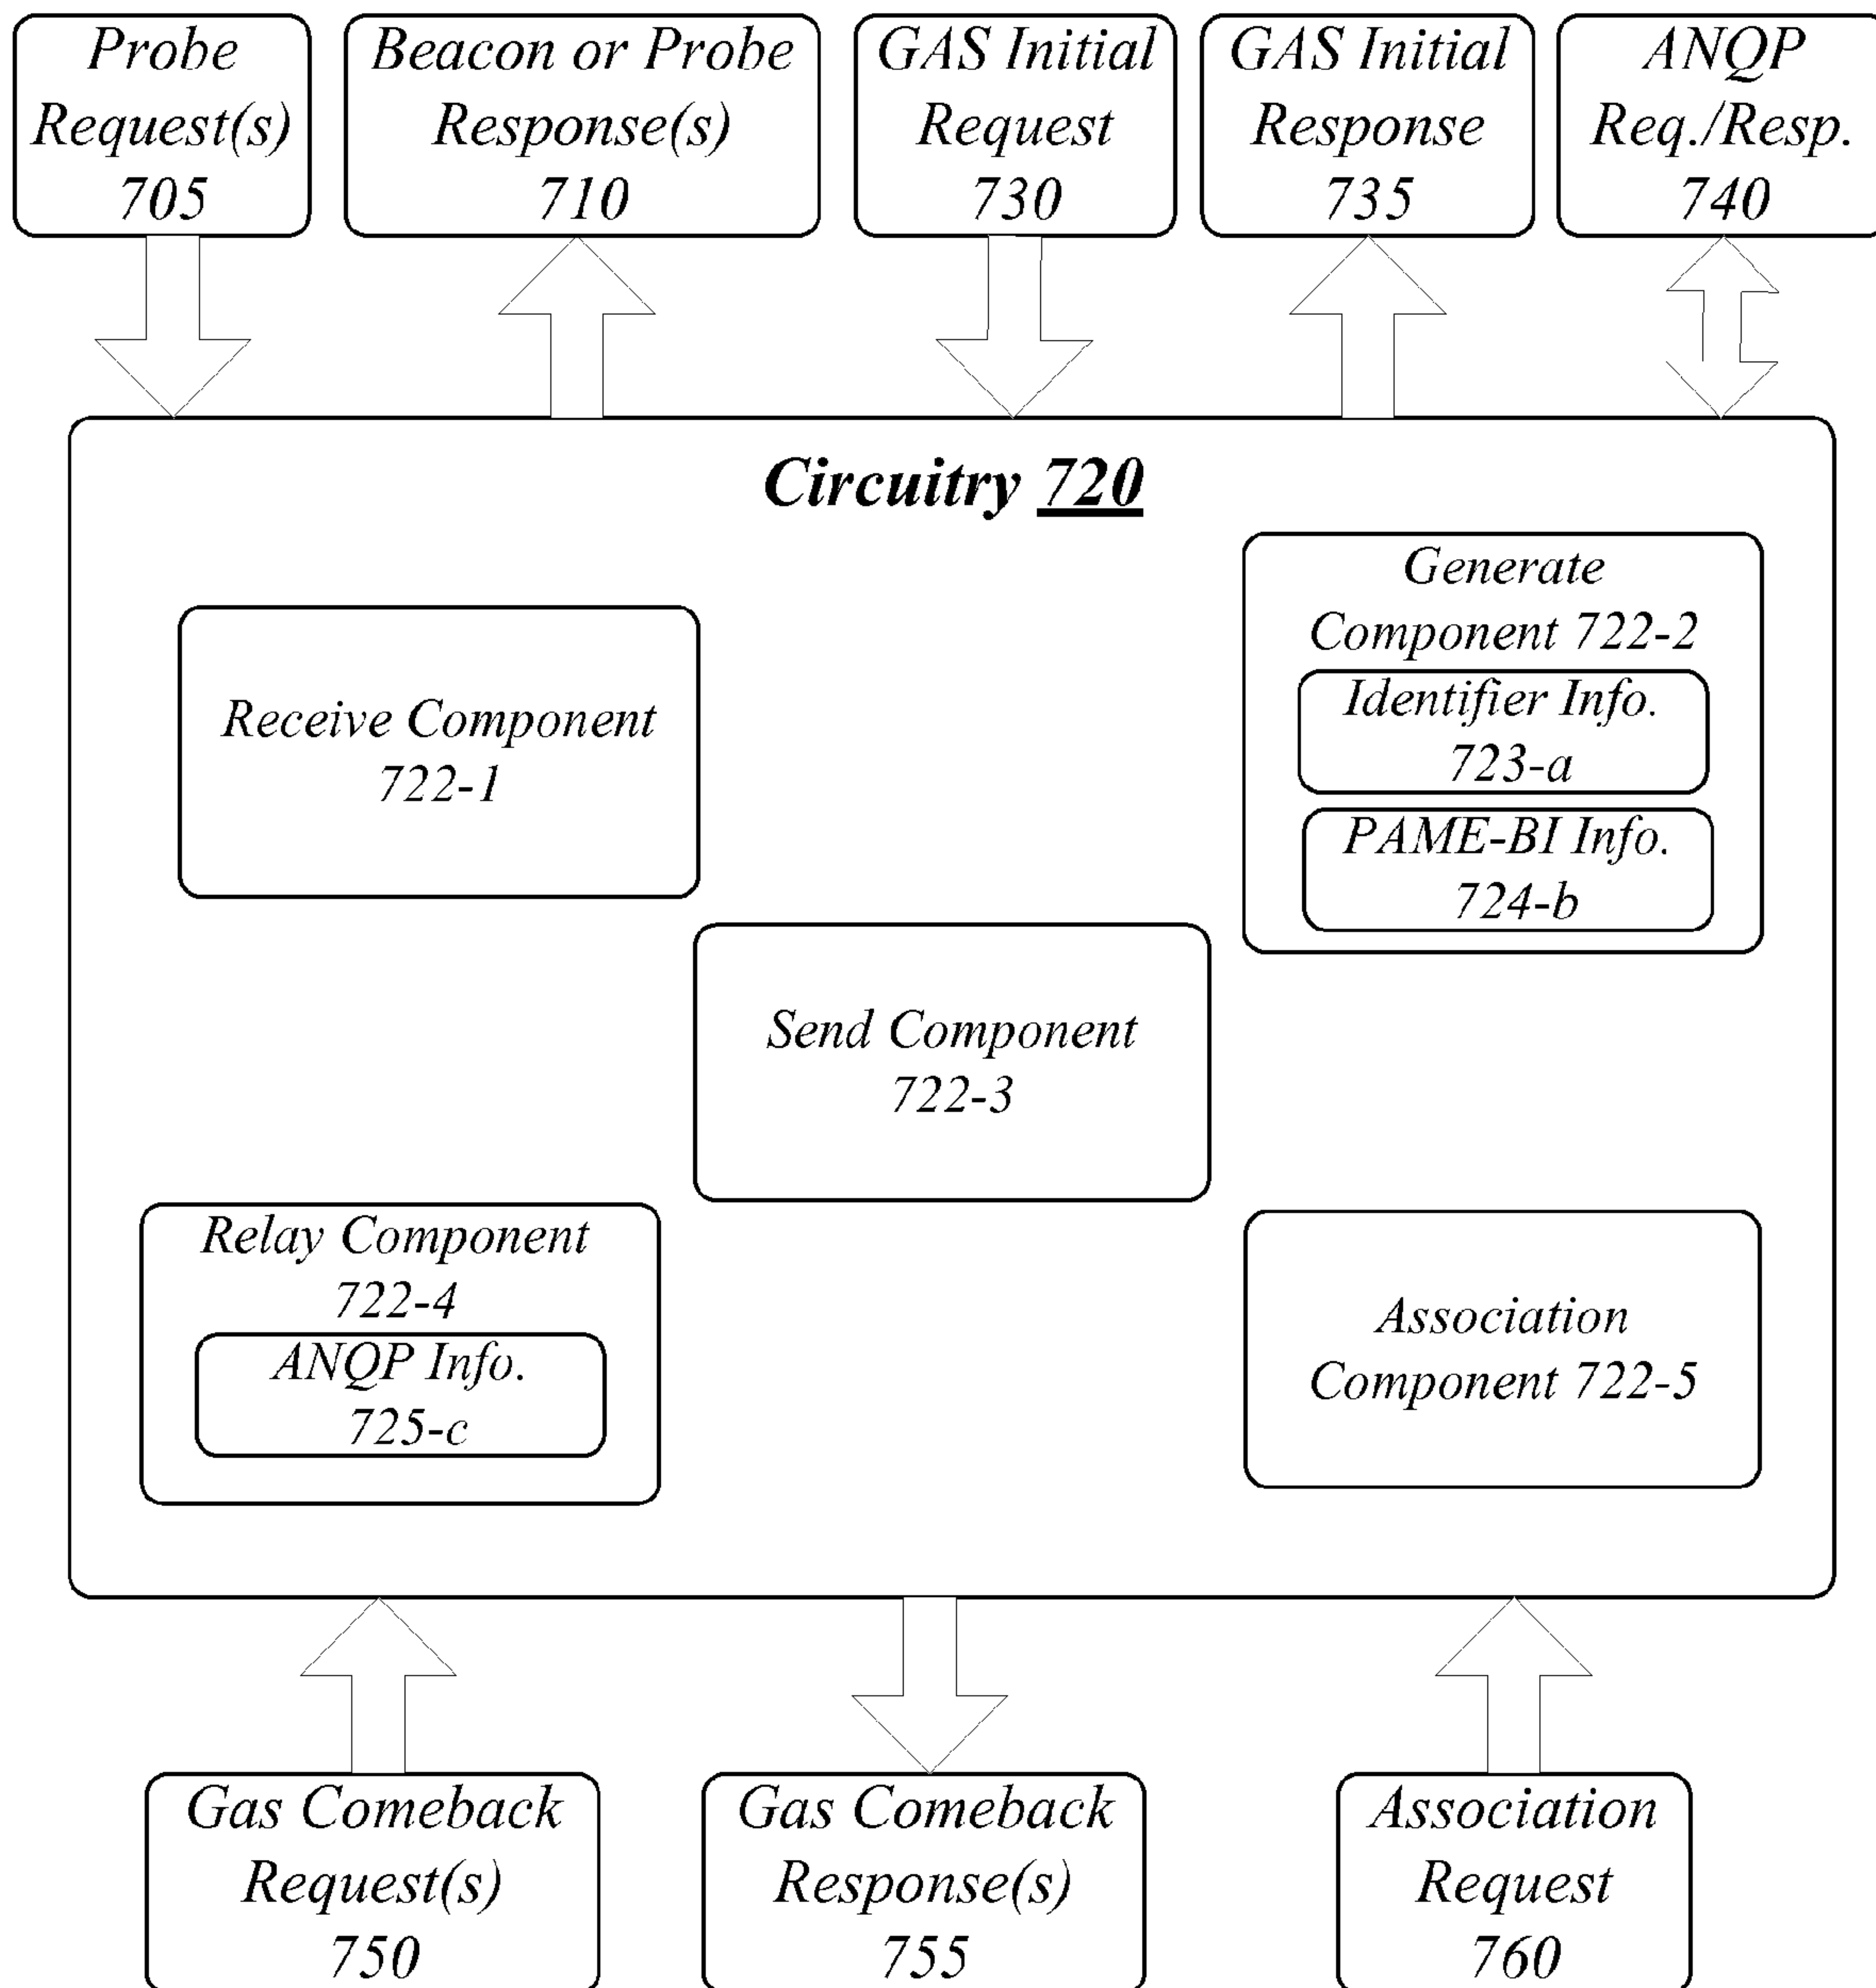 Probe
Request(s)
705
Beacon or Probe
Response(s)
710
GAS Initial
Request
730
GAS Initial
Response
735
ANQP
Req./Resp.
740
Circuitry 720
Receive Component
722-1
Generate
Component 722-2
Identifier Info.
723-a
PAME-BI Info.
724-b
Send Component
722-3
Relay Component
722-4
ANQP Info.
725-c
Association
Component 722-5
Gas Comeback
Request(s)
750
Gas Comeback
Response(s)
755
Association
Request
760